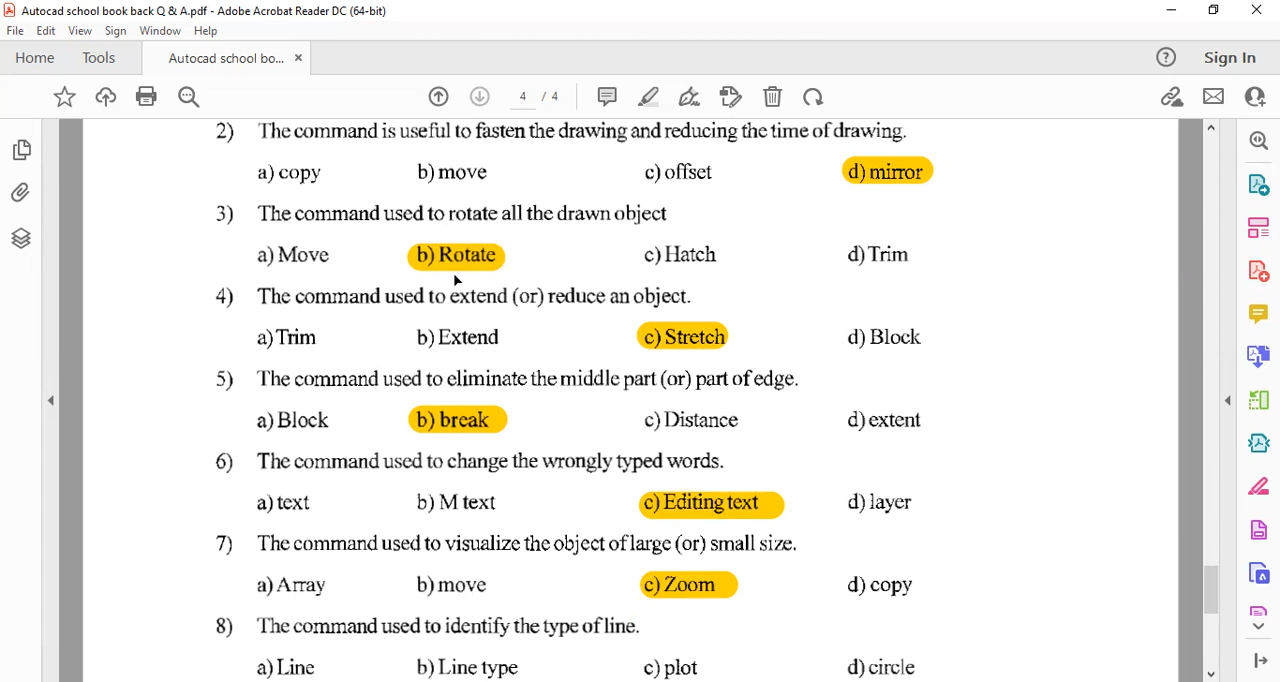 Autocad school book back Q & A.pdf - Adobe Acrobat Reader DC (64-bit)
File Edit View Sign Window Help
Home Tools Autocad school bo... × Sign In
4 / 4
2) The command is useful to fasten the drawing and reducing the time of drawing.
a) copy b) move c) offset d) mirror
3) The command used to rotate all the drawn object
a) Move b) Rotate c) Hatch d) Trim
4) The command used to extend (or) reduce an object.
a) Trim b) Extend c) Stretch d) Block
5) The command used to eliminate the middle part (or) part of edge.
a) Block b) break c) Distance d) extent
6) The command used to change the wrongly typed words.
a) text b) M text c) Editing text d) layer
7) The command used to visualize the object of large (or) small size.
a) Array b) move c) Zoom d) copy
8) The command used to identify the type of line.
a) Line b) Line type c) plot d) circle